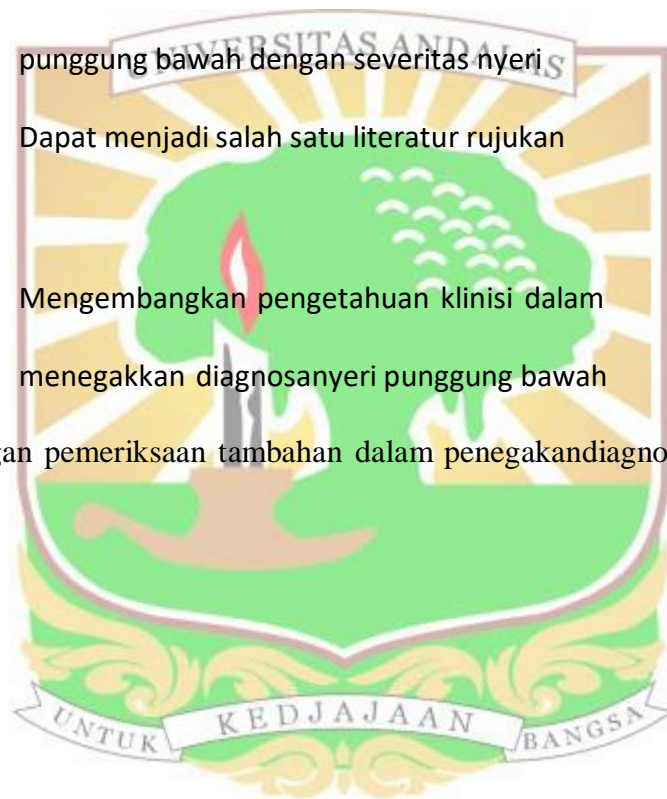 UNIVERSITAS ANDALAS
punggung bawah dengan severitas nyeri
Dapat menjadi salah satu literatur rujukan
Mengembangkan pengetahuan klinisi dalam
menegakkan diagnosanyeri punggung bawah
gan pemeriksaan tambahan dalam penegakandiagno
UNTUK KEDJAJAAN BANGSA